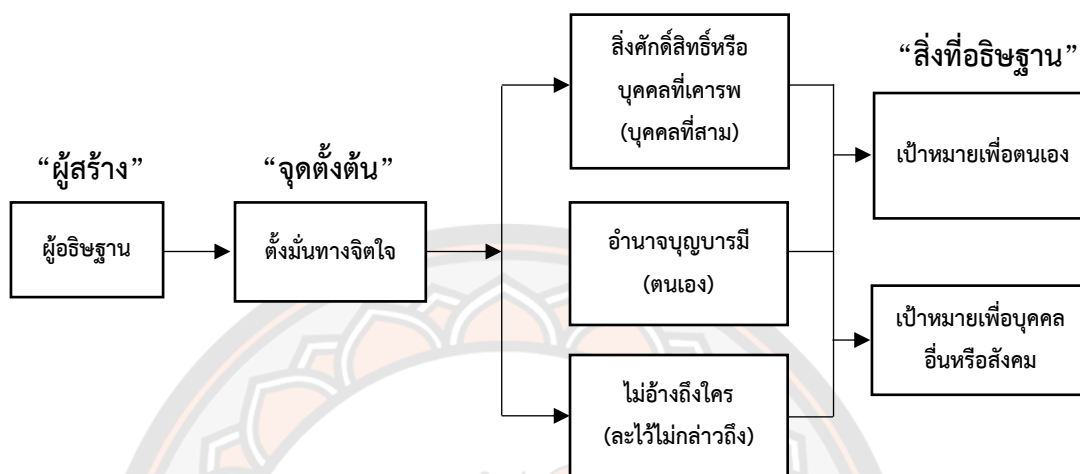 “ผู้สร้าง”
ผู้อธิษฐาน
“จุดตั้งต้น”
ตั้งมั่นทางจิตใจ
สิ่งศักดิ์สิทธิ์หรือ
บุคคลที่เคารพ
(บุคคลที่สาม)
อำนาจบุญบารมี
(ตนเอง)
ไม่อ้างถึงใคร
(ละไว้ไม่กล่าวถึง)
“สิ่งที่อธิษฐาน”
เป้าหมายเพื่อตนเอง
เป้าหมายเพื่อบุคคล
อื่นหรือสังคม